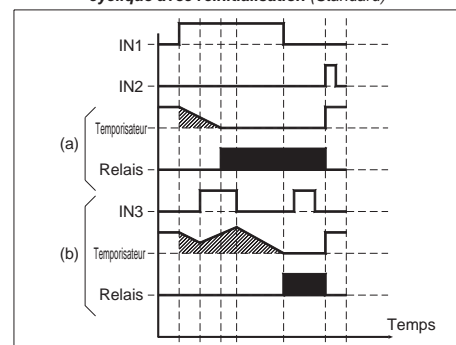 cyclique avec réinitialisation (Standard)
IN1
IN2
Temporisateur
(a)
Relais
IN3
Temporisateur
(b)
Relais
Temps